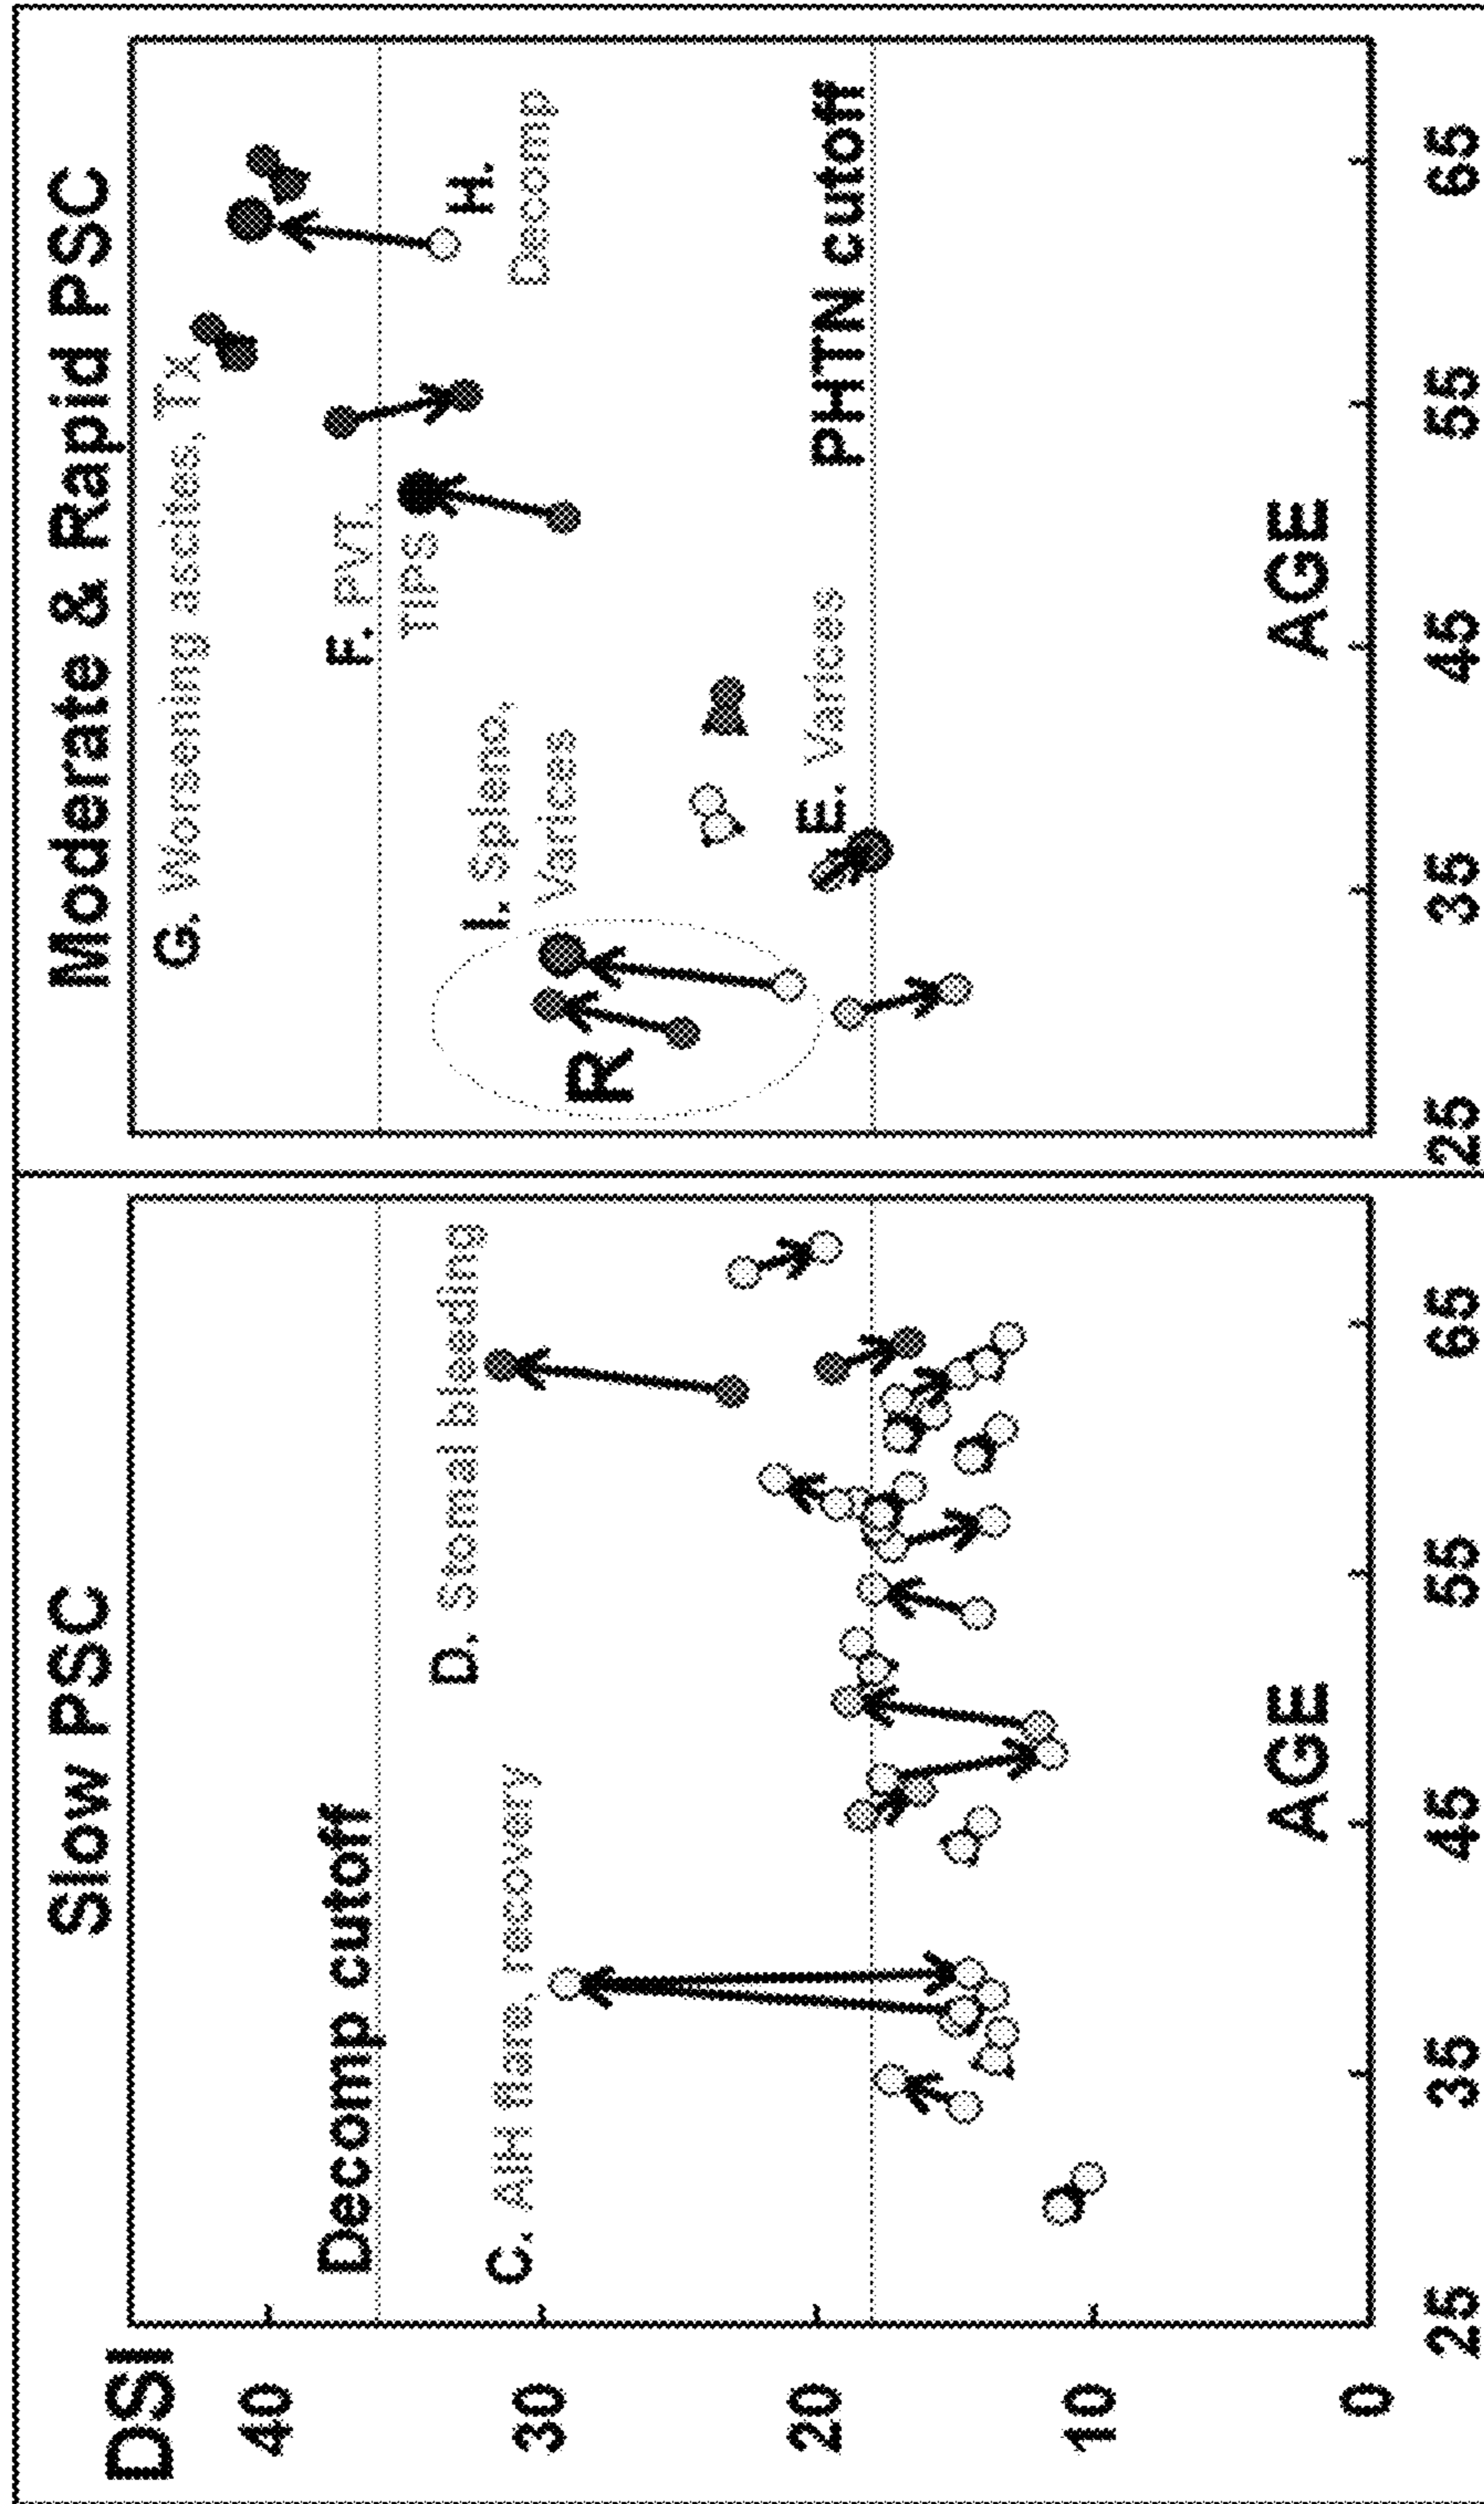 Slow PSC
DSI
40
30
20
10
0
Decomp cutoff
C. AIH flare, recovery
D. Stomal bleeding
AGE
25
35
45
55
65
Moderate & Rapid PSC
G. Worsening ascites, Tx
F. PVT,
TIPS
I. Spleno,
Varices
H.
Decomp
R
E. Varices
PHTN cutoff
AGE
25
35
45
55
65